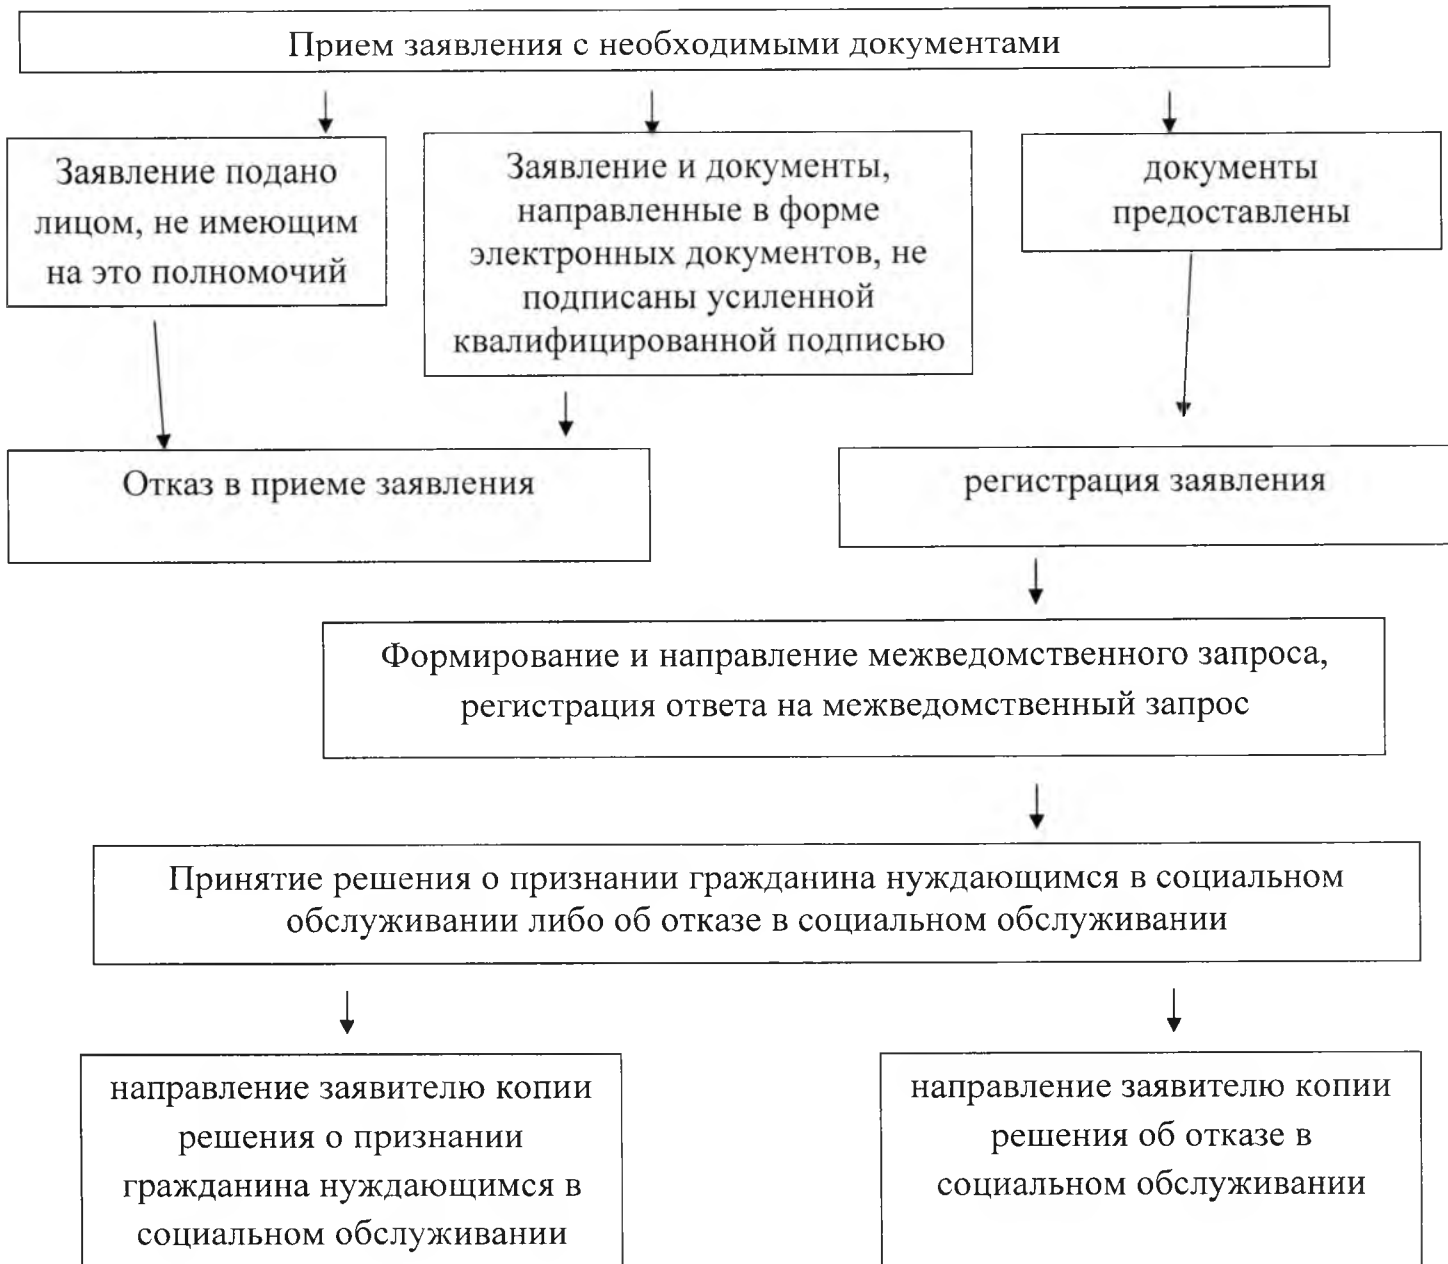 Прием заявления с необходимыми документами
Заявление подано
лицом, не имеющим
на это полномочий
Заявление и документы,
направленные в форме
электронных документов, не
подписаны усиленной
квалифицированной подписью
документы
предоставлены
Отказ в приеме заявления
регистрация заявления
Формирование и направление межведомственного запроса,
регистрация ответа на межведомственный запрос
Принятие решения о признании гражданина нуждающимся в социальном
обслуживании либо об отказе в социальном обслуживании
направление заявителю копии
решения о признании
гражданина нуждающимся в
социальном обслуживании
направление заявителю копии
решения об отказе в
социальном обслуживании